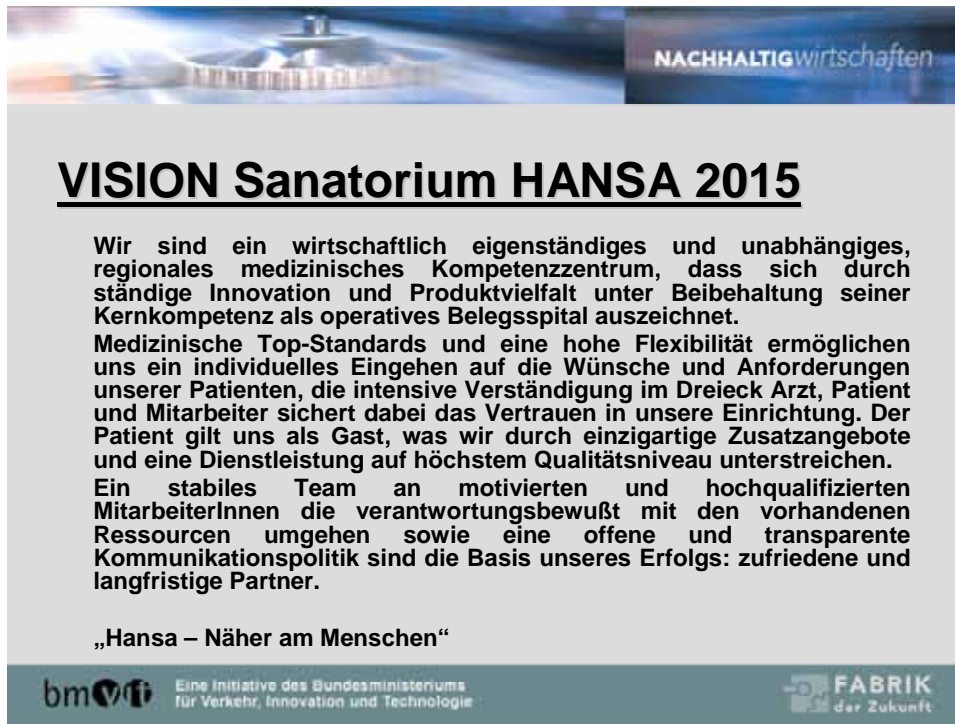 NACHHALTIGwirtschaften
VISION Sanatorium HANSA 2015
Wir sind ein wirtschaftlich eigenständiges und unabhängiges,
regionales medizinisches Kompetenzzentrum, dass sich durch
ständige Innovation und Produktvielfalt unter Beibehaltung seiner
Kernkompetenz als operatives Belegsspital auszeichnet.
Medizinische Top-Standards und eine hohe Flexibilität ermöglichen
uns ein individuelles Eingehen auf die Wünsche und Anforderungen
unserer Patienten, die intensive Verständigung im Dreieck Arzt, Patient
und Mitarbeiter sichert dabei das Vertrauen in unsere Einrichtung. Der
Patient gilt uns als Gast, was wir durch einzigartige Zusatzangebote
und eine Dienstleistung auf höchstem Qualitätsniveau unterstreichen.
Ein stabiles Team an motivierten und hochqualifizierten
MitarbeiterInnen die verantwortungsbewußt mit den vorhandenen
Ressourcen umgehen sowie eine offene und transparente
Kommunikationspolitik sind die Basis unseres Erfolgs: zufriedene und
langfristige Partner.
„Hansa – Näher am Menschen“
bmvit
Eine Initiative des Bundesministeriums
für Verkehr, Innovation und Technologie
FABRIK
der Zukunft